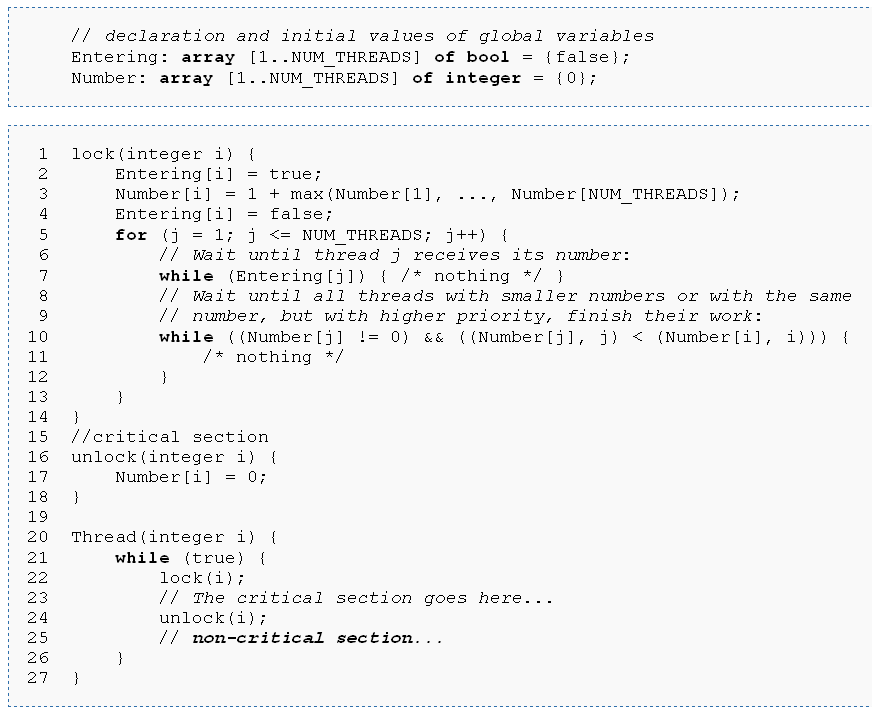 // declaration and initial values of global variables
Entering: array [1..NUM_THREADS] of bool = {false};
Number: array [1..NUM_THREADS] of integer = {0};
1 lock(integer i) {
2 Entering[i] = true;
3 Number[i] = 1 + max(Number[1], ..., Number[NUM_THREADS]);
4 Entering[i] = false;
5 for (j = 1; j <= NUM_THREADS; j++) {
6 // Wait until thread j receives its number:
7 while (Entering[j]) { /* nothing */ }
8 // Wait until all threads with smaller numbers or with the same
9 // number, but with higher priority, finish their work:
10 while ((Number[j] != 0) && ((Number[j], j) < (Number[i], i))) {
11 /* nothing */
12 }
13 }
14 }
15 //critical section
16 unlock(integer i) {
17 Number[i] = 0;
18 }
19
20 Thread(integer i) {
21 while (true) {
22 lock(i);
23 // The critical section goes here...
24 unlock(i);
25 // non-critical section...
26 }
27 }